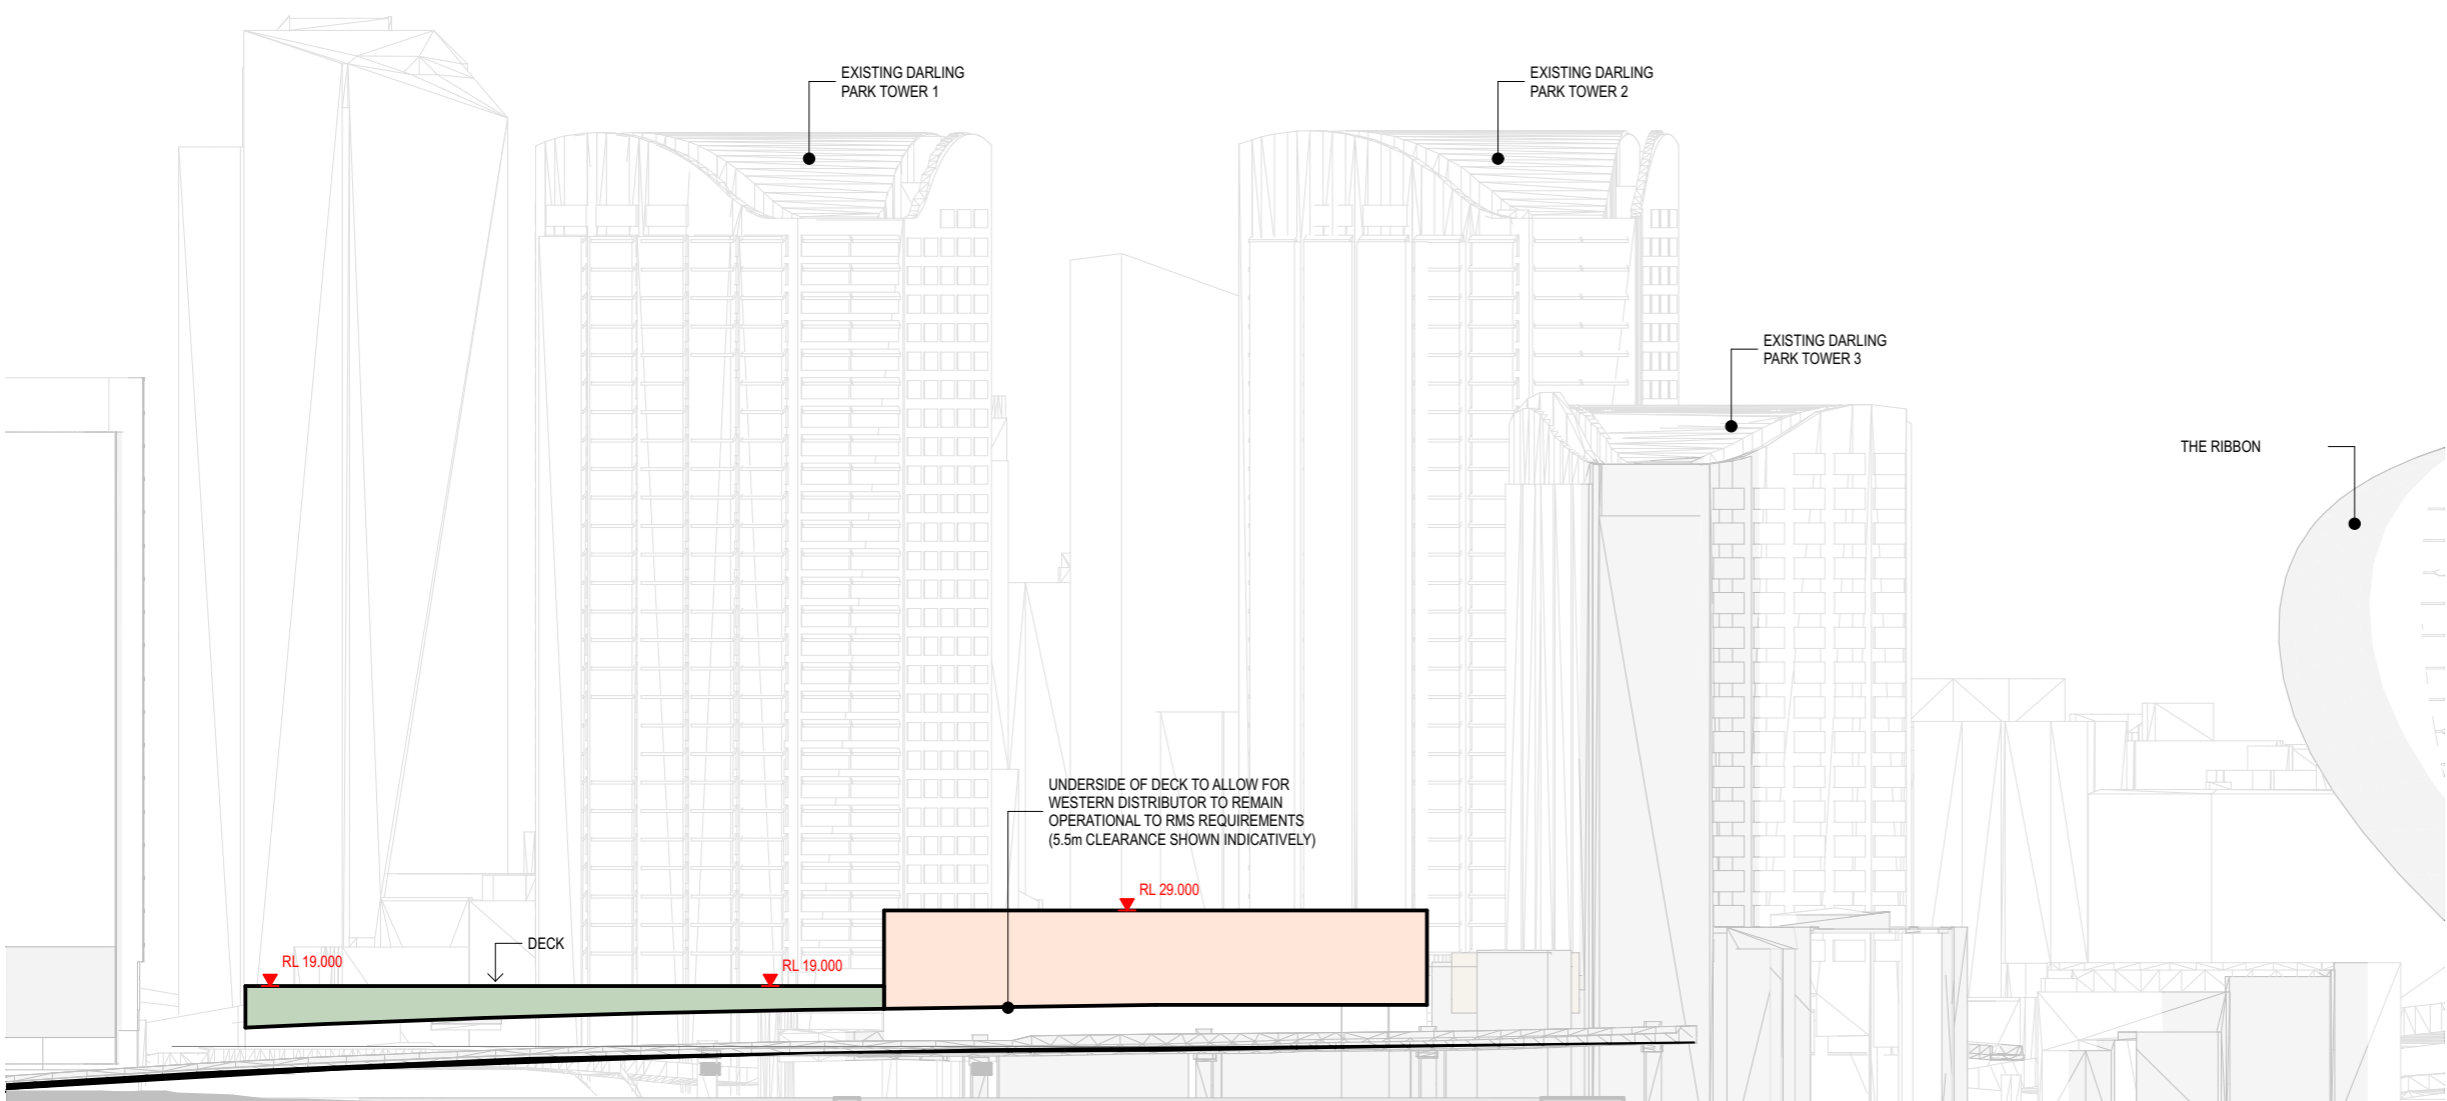 EXISTING DARLING
PARK TOWER 1
EXISTING DARLING
PARK TOWER 2
EXISTING DARLING
PARK TOWER 3
THE RIBBON
UNDERSIDE OF DECK TO ALLOW FOR
WESTERN DISTRIBUTOR TO REMAIN
OPERATIONAL TO RMS REQUIREMENTS
(5.5m CLEARANCE SHOWN INDICATIVELY)
RL 29.000
DECK
RL 19.000
RL 19.000